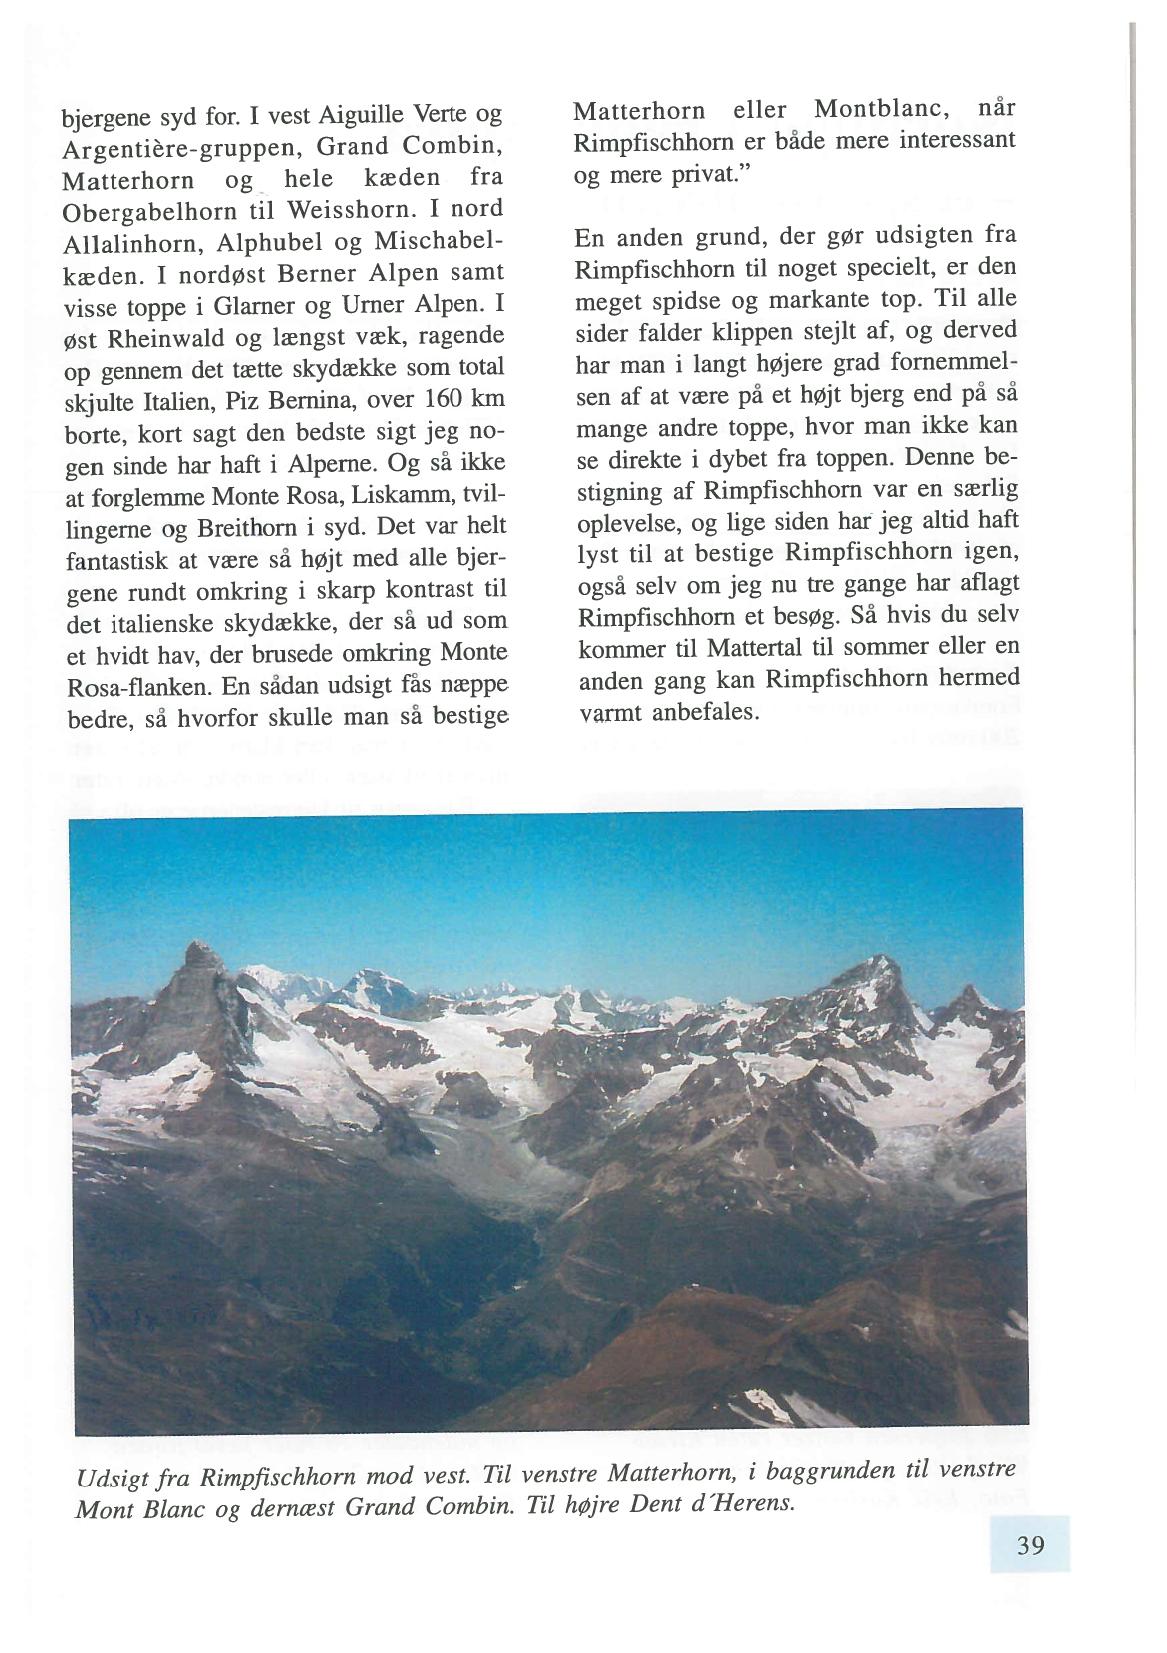 bjergene syd for. I vest Aiguille Verte og
Argentière-gruppen, Grand Combin,
Matterhorn og hele kæden fra
Obergabelhorn til Weisshorn. I nord
Allalinhorn, Alphubel og Mischabel-
kæden. I nordøst Berner Alpen samt
visse toppe i Glarner og Urner Alpen. I
øst Rheinwald og længst væk, ragende
op gennem det tætte skydække som total
skjulte Italien, Piz Bernina, over 160 km
borte, kort sagt den bedste sigt jeg no-
gen sinde har haft i Alperne. Og så ikke
at forglemme Monte Rosa, Liskamm, tvil-
lingerne og Breithorn i syd. Det var helt
fantastisk at være så højt med alle bjer-
gene rundt omkring i skarp kontrast til
det italienske skydække, der så ud som
et hvidt hav, der brusede omkring Monte
Rosa-flanken. En sådan udsigt fås næppe
bedre, så hvorfor skulle man så bestige
Matterhorn eller Montblanc, når
Rimpfischhorn er både mere interessant
og mere privat.”
En anden grund, der gør udsigten fra
Rimpfischhorn til noget specielt, er den
meget spidse og markante top. Til alle
sider falder klippen stejlt af, og derved
har man i langt højere grad fornemmel-
sen af at være på et højt bjerg end på så
mange andre toppe, hvor man ikke kan
se direkte i dybet fra toppen. Denne be-
stigning af Rimpfischhorn var en særlig
oplevelse, og lige siden har jeg altid haft
lyst til at bestige Rimpfischhorn igen,
også selv om jeg nu tre gange har aflagt
Rimpfischhorn et besøg. Så hvis du selv
kommer til Mattertal til sommer eller en
anden gang kan Rimpfischhorn hermed
varmt anbefales.
Udsigt fra Rimpfischhorn mod vest. Til venstre Matterhorn, i baggrunden til venstre
Mont Blanc og dernæst Grand Combin. Til højre Dent d´Herens.
39